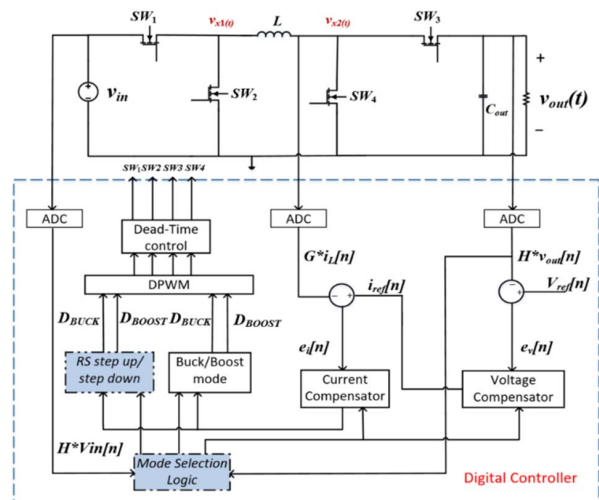 SW1
vx1(t)
L
vx2(t)
SW3
+
vin
SW2
SW4
Cout
vout(t)
−
SW1 SW2 SW3 SW4
ADC
Dead-Time
control
ADC
ADC
G*iL[n]
H*vout[n]
DPWM
iref[n]
Vref[n]
DBUCK
DBOOST
DBUCK
DBOOST
ei[n]
ev[n]
RS step up/
step down
Buck/Boost
mode
Current
Compensator
Voltage
Compensator
H*Vin[n]
Mode Selection
Logic
Digital Controller